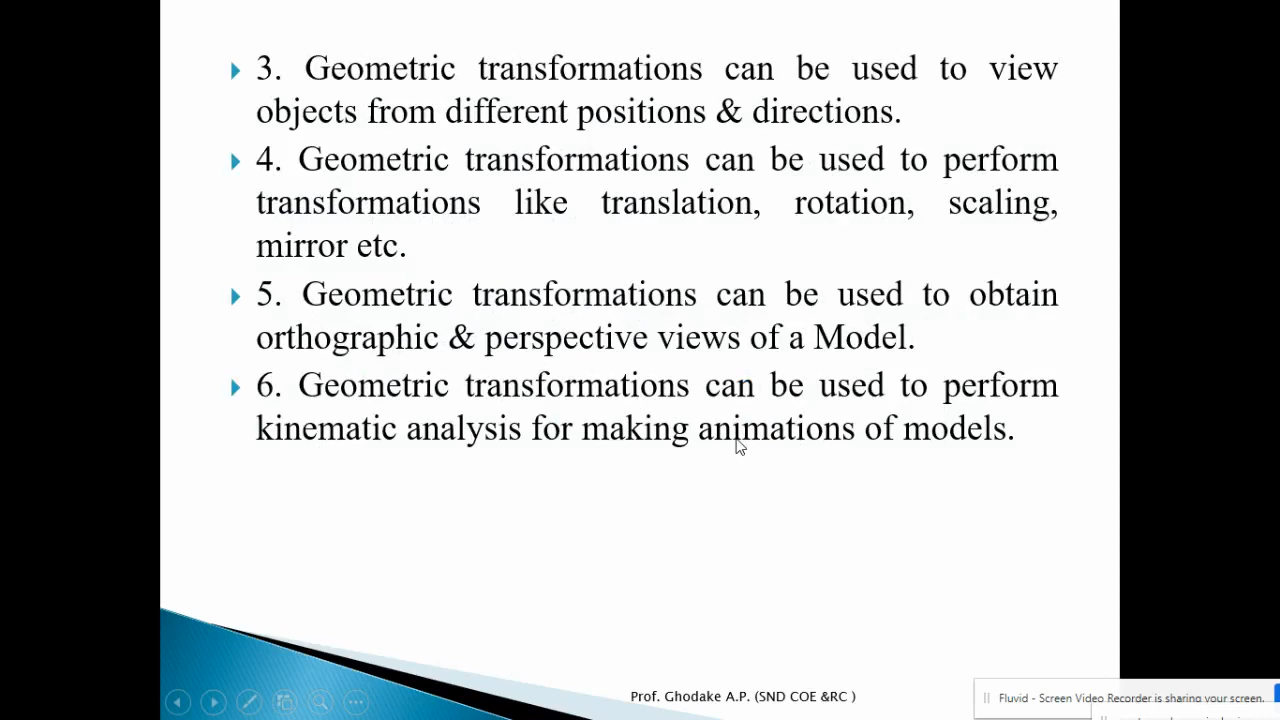 3. Geometric transformations can be used to view
objects from different positions & directions.
4. Geometric transformations can be used to perform
transformations like translation, rotation, scaling,
mirror etc.
5. Geometric transformations can be used to obtain
orthographic & perspective views of a Model.
6. Geometric transformations can be used to perform
kinematic analysis for making animations of models.
Prof. Ghodake A.P. (SND COE &RC )
Fluvid - Screen Video Recorder is sharing your screen.